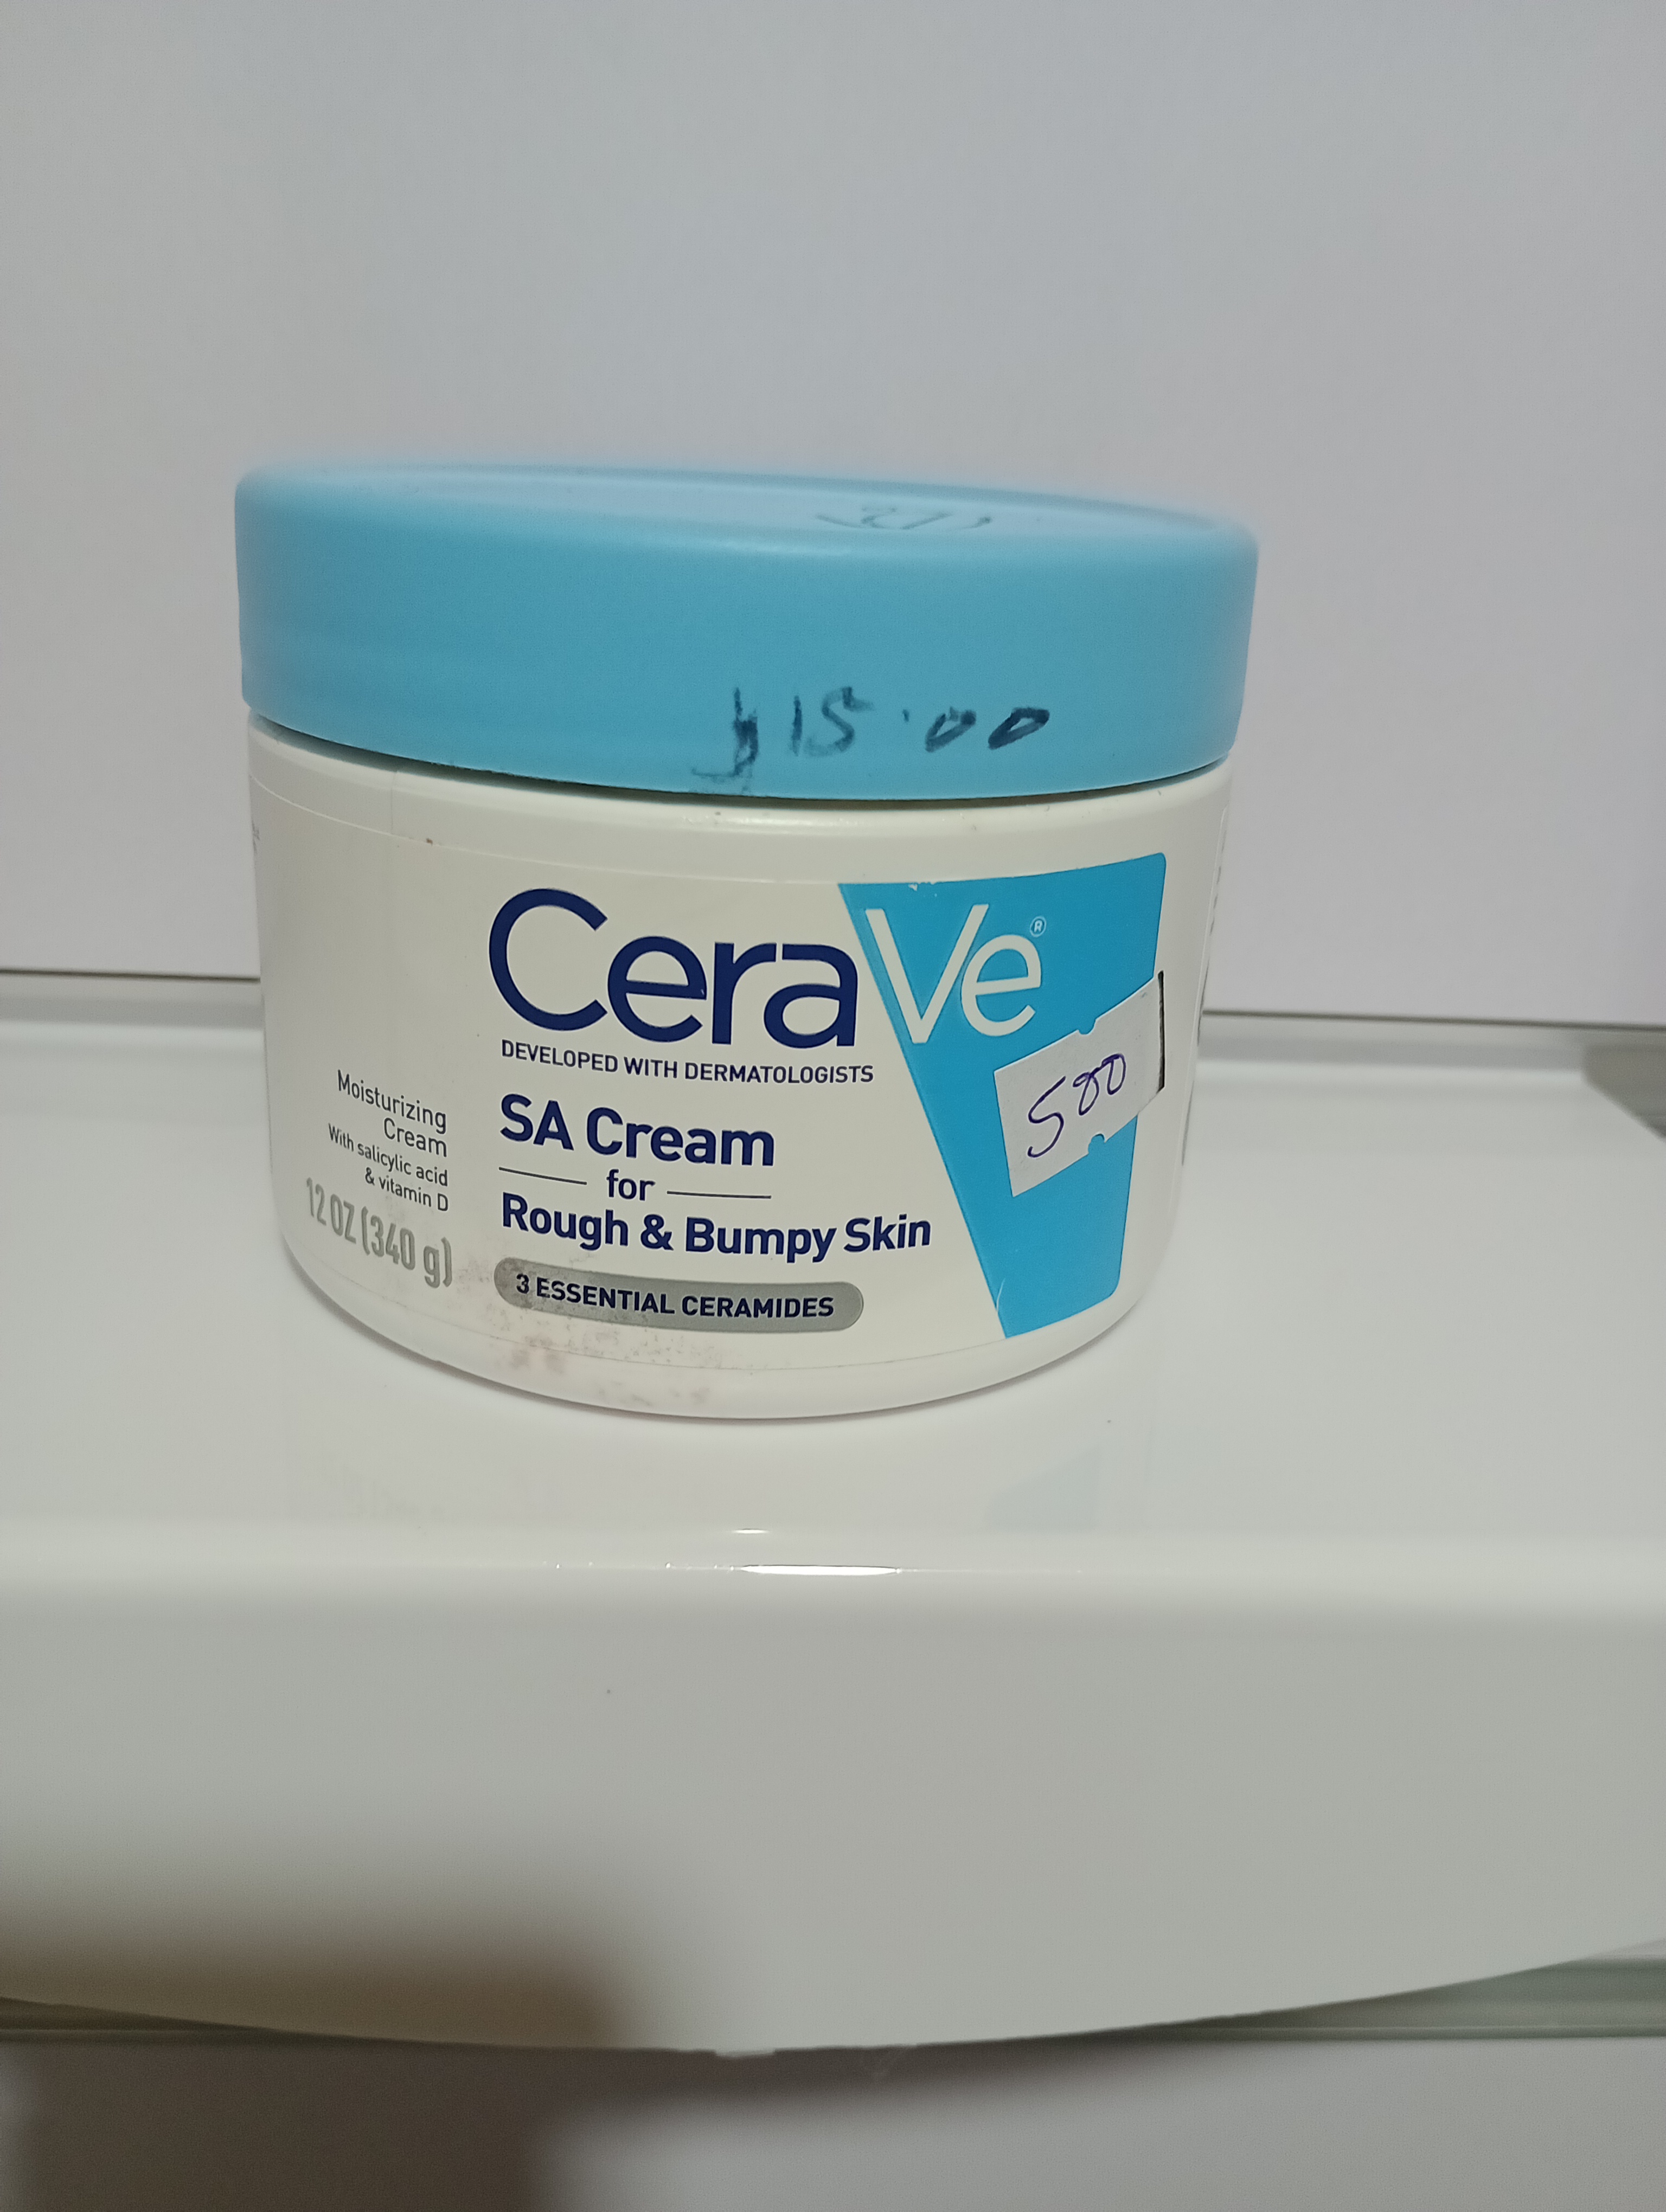 $15.00
CeraVe®
DEVELOPED WITH DERMATOLOGISTS
SA Cream
for
Rough & Bumpy Skin
3 ESSENTIAL CERAMIDES
Moisturizing
Cream
With salicylic acid
& vitamin D
12 OZ (340 g)
500